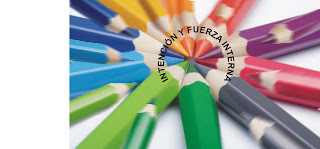 INTENCIÓN Y FUERZA INTERNA